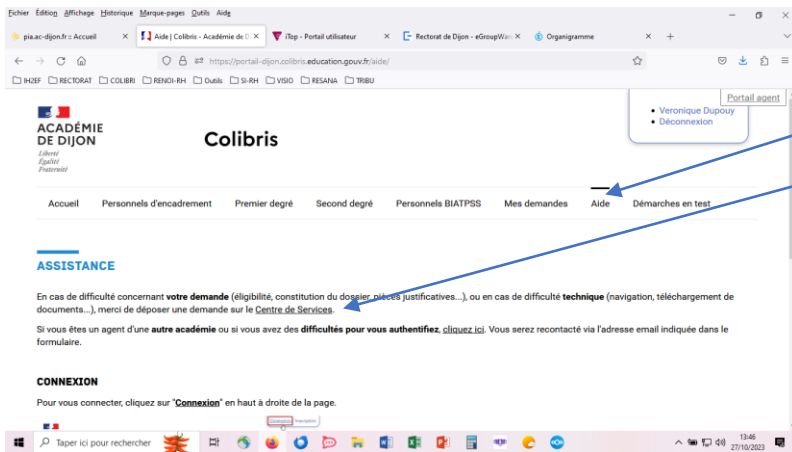 Fichier Édition Affichage Historique Marque-pages Outils Aide
pia.ac-dijon.fr :: Accueil
Aide | Colibris - Académie de Di
iTop - Portail utilisateur
Rectorat de Dijon - eGroupWare
Organigramme
https://portail-dijon.colibris.education.gouv.fr/aide/
IH2EF RECTORAT COLIBRI RENOI-RH Outils SI-RH VISIO RESANA TRIBU
Portail agent
Veronique Dupouy
Déconnexion
ACADÉMIE
DE DIJON
Liberté
Égalité
Fraternité
Colibris
Accueil Personnels d'encadrement Premier degré Second degré Personnels BIATPSS Mes demandes Aide Démarches en test
ASSISTANCE
En cas de difficulté concernant votre demande (éligibilité, constitution du dossier, pièces justificatives...), ou en cas de difficulté technique (navigation, téléchargement de
documents...), merci de déposer une demande sur le Centre de Services.
Si vous êtes un agent d'une autre académie ou si vous avez des difficultés pour vous authentifiez, cliquez ici. Vous serez recontacté via l'adresse email indiquée dans le
formulaire.
CONNEXION
Pour vous connecter, cliquez sur "Connexion" en haut à droite de la page.
Connexion Inscription
Taper ici pour rechercher
13:46
27/10/2023